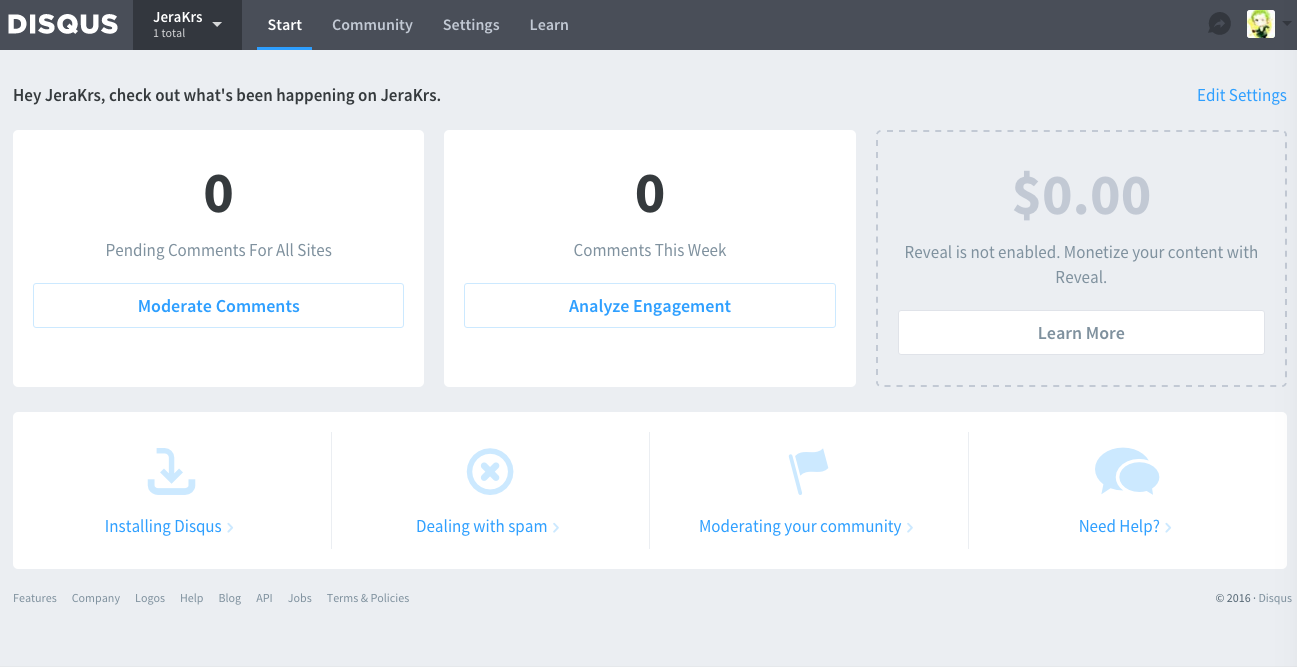 DISQUS
JeraKrs
1 total
Start Community Settings Learn
Hey JeraKrs, check out what's been happening on JeraKrs.
Edit Settings
0
Pending Comments For All Sites
Moderate Comments
0
Comments This Week
Analyze Engagement
$0.00
Reveal is not enabled. Monetize your content with
Reveal.
Learn More
Installing Disqus
Dealing with spam
Moderating your community
Need Help?
Features Company Logos Help Blog API Jobs Terms & Policies
© 2016 · Disqus